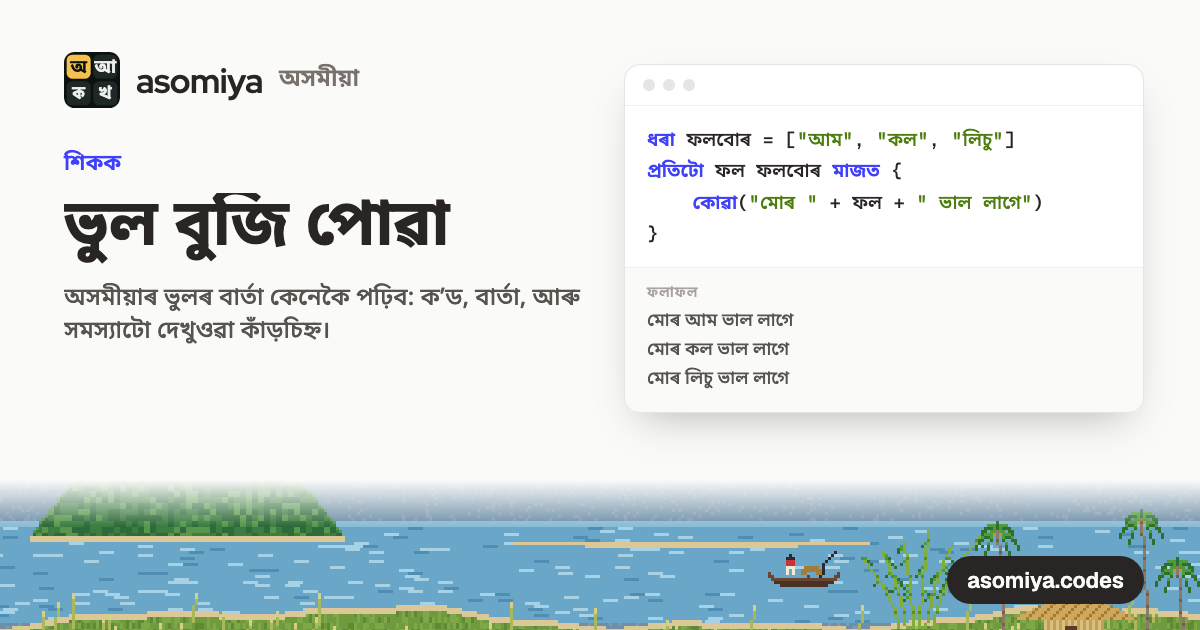 অ আ
ক খ
asomiya অসমীয়া
শিকক
ভুল বুজি পোৱা
অসমীয়াৰ ভুলৰ বাৰ্তা কেনেকৈ পঢ়িব: ক’ড, বাৰ্তা, আৰু
সমস্যাটো দেখুওৱা কাঁড়চিহ্ন।
ধৰা ফলবোৰ = ["আম", "কল", "লিচু"]
প্ৰতিটো ফল ফলবোৰ মাজত {
কোৱা("মোৰ " + ফল + " ভাল লাগে")
}
ফলাফল
মোৰ আম ভাল লাগে
মোৰ কল ভাল লাগে
মোৰ লিচু ভাল লাগে
asomiya.codes